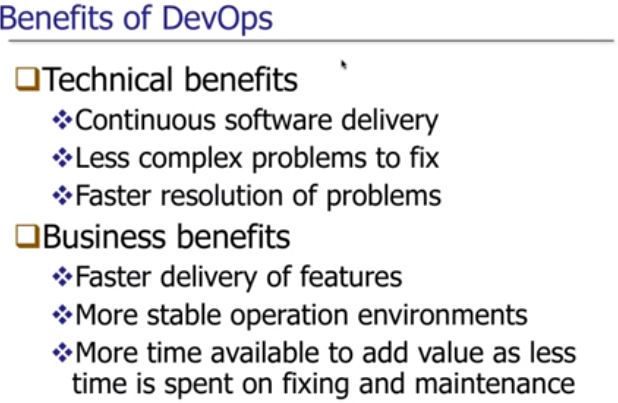 Benefits of DevOps
Technical benefits
Continuous software delivery
Less complex problems to fix
Faster resolution of problems
Business benefits
Faster delivery of features
More stable operation environments
More time available to add value as less
time is spent on fixing and maintenance